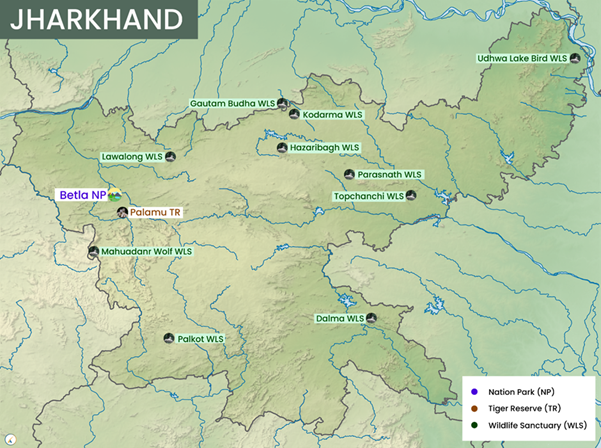 JHARKHAND
Udhwa Lake Bird WLS
Gautam Budha WLS
Kodarma WLS
Hazaribagh WLS
Lawalong WLS
Parasnath WLS
Topchanchi WLS
Betla NP
Palamu TR
Mahuadanr Wolf WLS
Dalma WLS
Palkot WLS
Nation Park (NP)
Tiger Reserve (TR)
Wildlife Sanctuary (WLS)